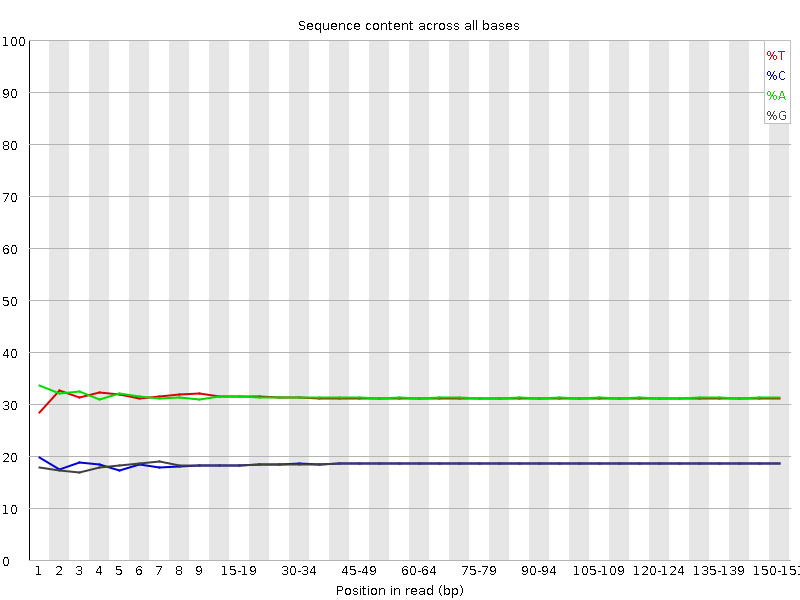 Sequence content across all bases
100
90
80
70
60
50
40
30
20
10
0
%T
%C
%A
%G
1 2 3 4 5 6 7 8 9 15-19 30-34 45-49 60-64 75-79 90-94 105-109 120-124 135-139 150-151
Position in read (bp)